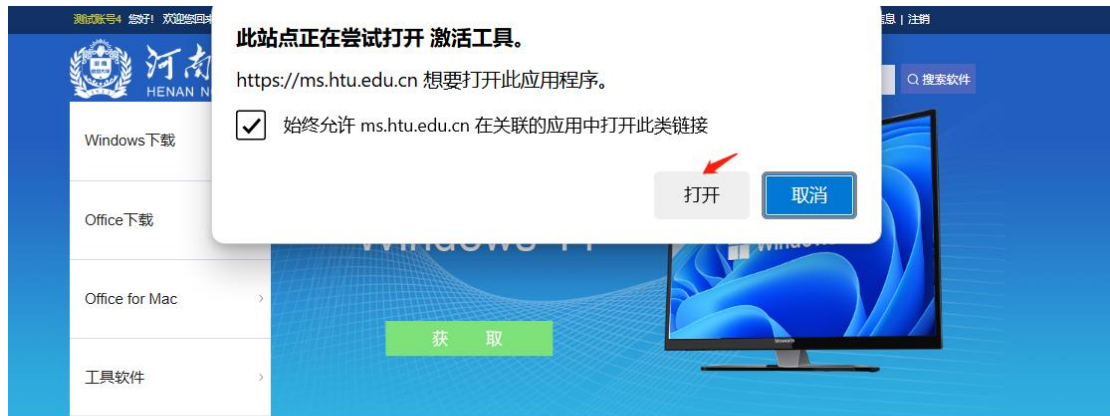 测试账号4 您好! 欢迎您回来
息 | 注销
此站点正在尝试打开 激活工具。
https://ms.htu.edu.cn 想要打开此应用程序。
始终允许 ms.htu.edu.cn 在关联的应用中打开此类链接
打开 取消
河南
HENAN N
搜索软件
Windows下载
Office下载
Office for Mac
工具软件
Windows 11
Windows
获 取